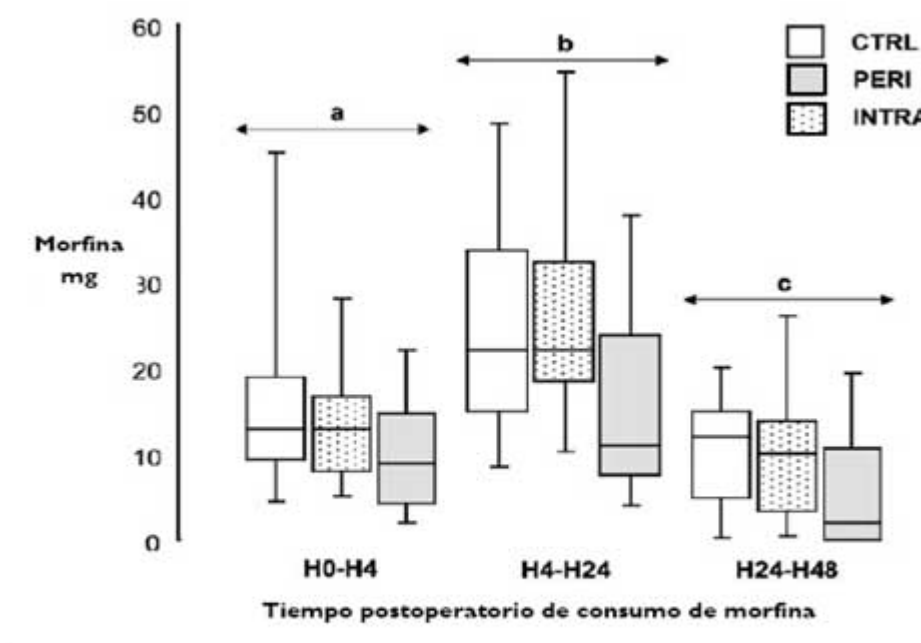 60
50
40
30
20
10
0
Morfina
mg
a
b
c
CTRL
PERI
INTRA
H0-H4
H4-H24
H24-H48
Tiempo postoperatorio de consumo de morfina